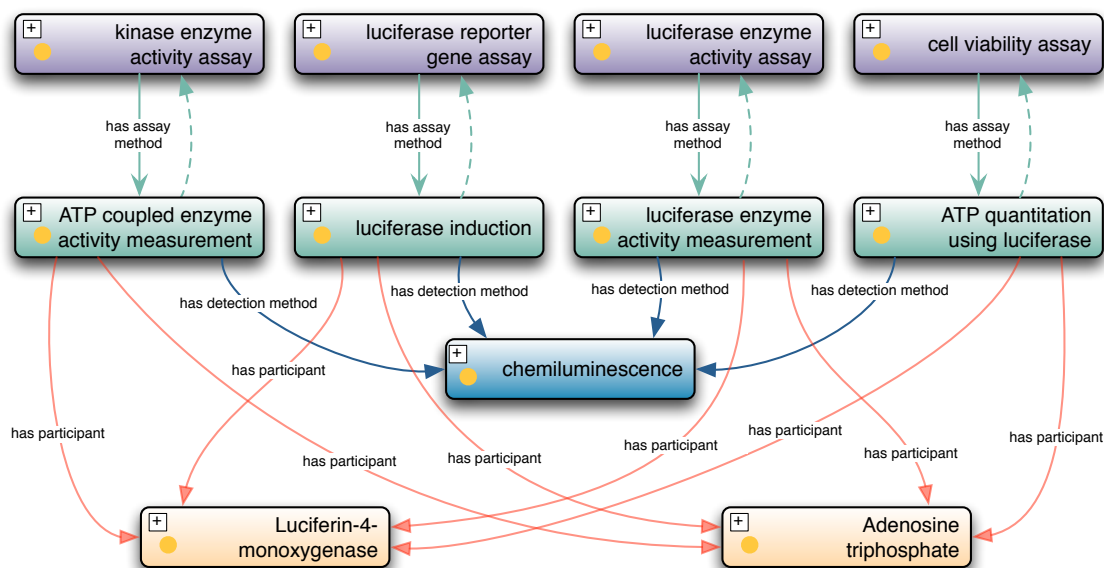 kinase enzyme
activity assay
luciferase reporter
gene assay
luciferase enzyme
activity assay
cell viability assay
has assay
method
has assay
method
has assay
method
has assay
method
ATP coupled enzyme
activity measurement
luciferase induction
luciferase enzyme
activity measurement
ATP quantitation
using luciferase
has detection method
has detection method
has detection method
has detection method
chemiluminescence
has participant
has participant
has participant
has participant
has participant
has participant
has participant
has participant
Luciferin-4-
monoxygenase
Adenosine
triphosphate